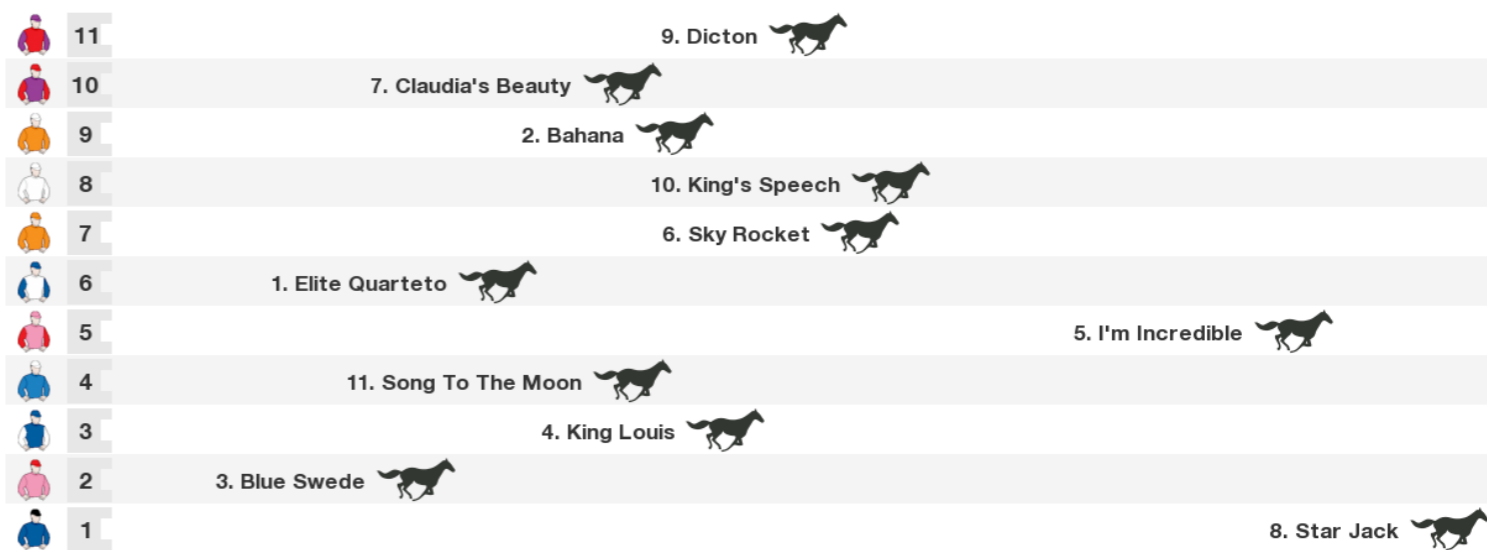 11 9. Dicton
10 7. Claudia's Beauty
9 2. Bahana
8 10. King's Speech
7 6. Sky Rocket
6 1. Elite Quarteto
5 5. I'm Incredible
4 11. Song To The Moon
3 4. King Louis
2 3. Blue Swede
1 8. Star Jack